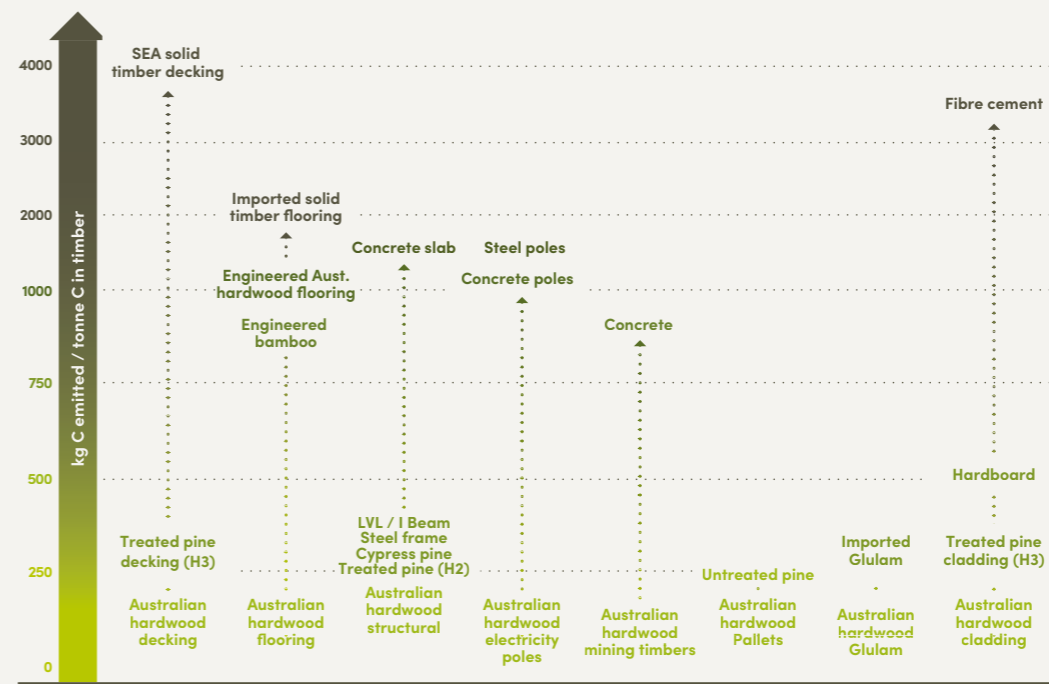 kg C emitted / tonne C in timber
4000
3000
2000
1000
750
500
250
0
SEA solid
timber decking
Treated pine
decking (H3)
Australian
hardwood
decking
Imported solid
timber flooring
Engineered Aust.
hardwood flooring
Engineered
bamboo
Australian
hardwood
flooring
Concrete slab
LVL / I Beam
Steel frame
Cypress pine
Treated pine (H2)
Australian
hardwood
structural
Steel poles
Concrete poles
Australian
hardwood
electricity
poles
Concrete
Australian
hardwood
mining timbers
Untreated pine
Australian
hardwood
Pallets
Imported
Glulam
Australian
hardwood
Glulam
Fibre cement
Hardboard
Treated pine
cladding (H3)
Australian
hardwood
cladding